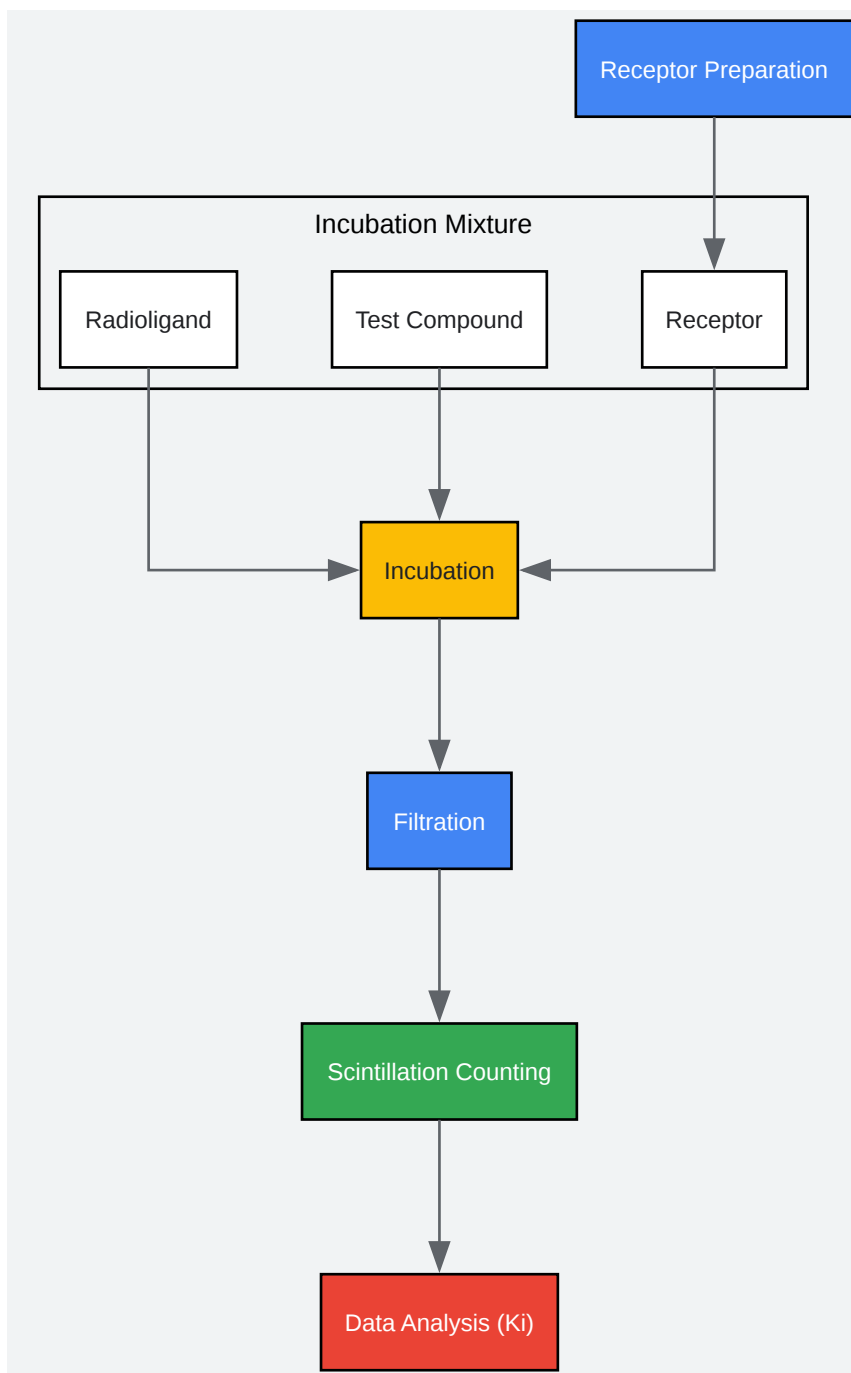 Receptor Preparation
Incubation Mixture
Radioligand
Test Compound
Receptor
Incubation
Filtration
Scintillation Counting
Data Analysis (Ki)